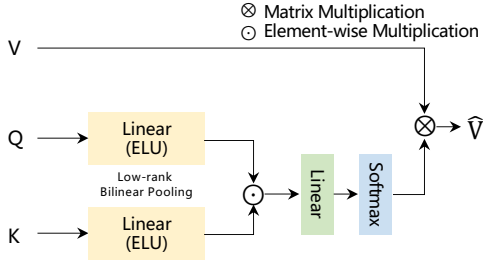 ⊗ Matrix Multiplication
⊙ Element-wise Multiplication
V
Q
Linear
(ELU)
Low-rank
Bilinear Pooling
K
Linear
(ELU)
⊙
Linear
Softmax
⊗
V̂